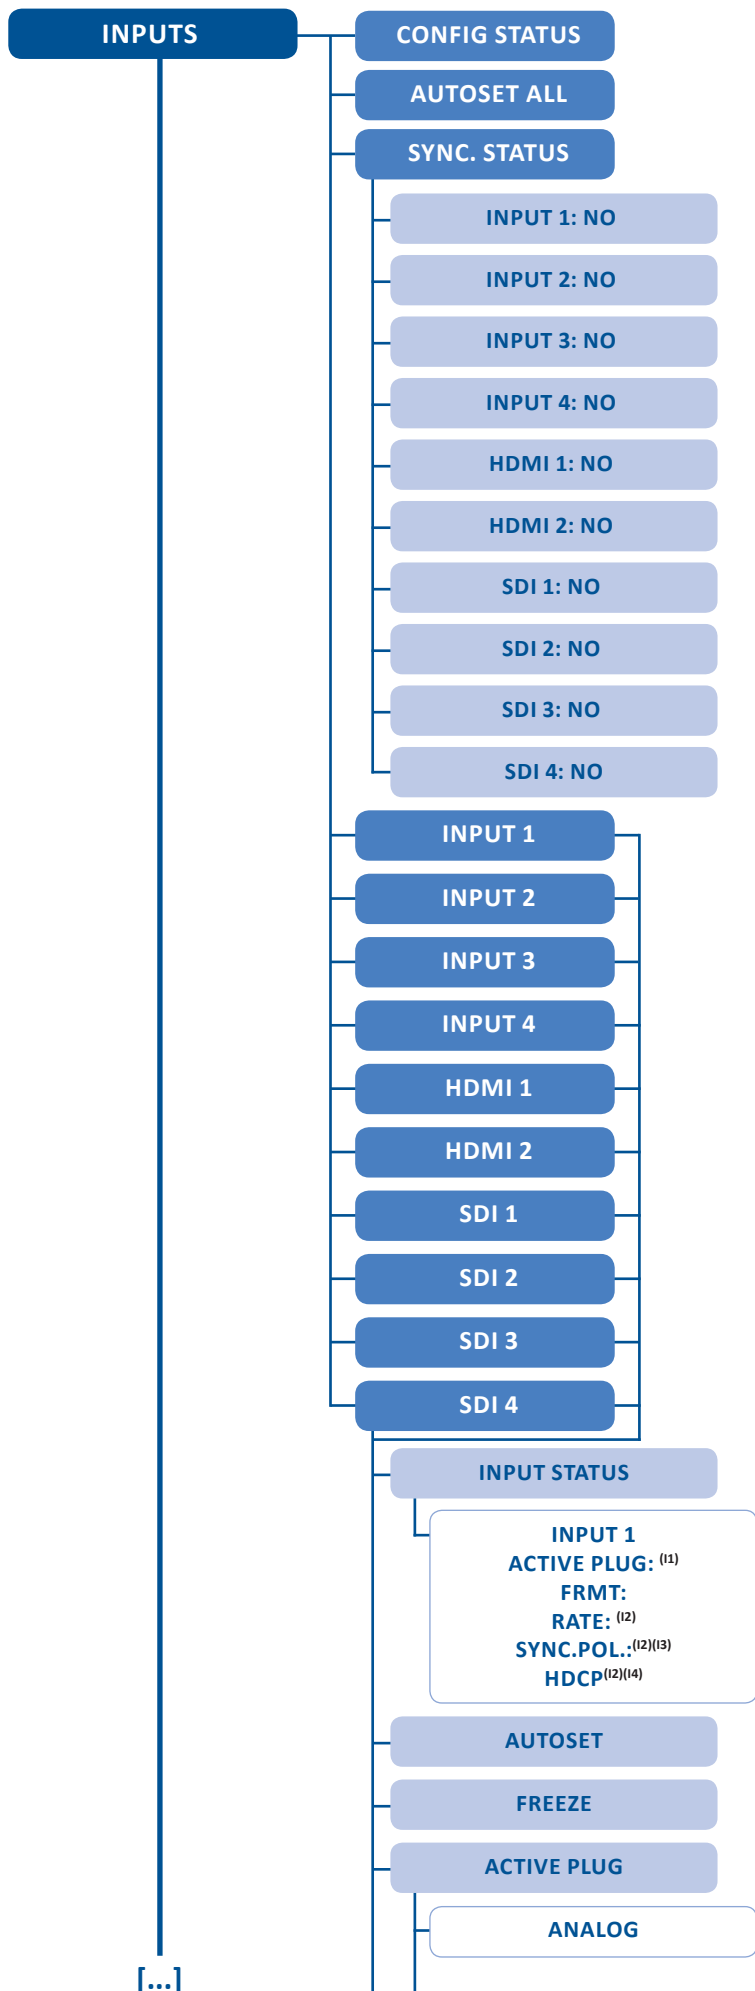 INPUTS
CONFIG STATUS
AUTOSET ALL
SYNC. STATUS
INPUT 1: NO
INPUT 2: NO
INPUT 3: NO
INPUT 4: NO
HDMI 1: NO
HDMI 2: NO
SDI 1: NO
SDI 2: NO
SDI 3: NO
SDI 4: NO
INPUT 1
INPUT 2
INPUT 3
INPUT 4
HDMI 1
HDMI 2
SDI 1
SDI 2
SDI 3
SDI 4
INPUT STATUS
INPUT 1
ACTIVE PLUG: (I1)
FRMT:
RATE: (I2)
SYNC.POL.:(I2)(I3)
HDCP(I2)(I4)
AUTOSET
FREEZE
ACTIVE PLUG
ANALOG
[...]